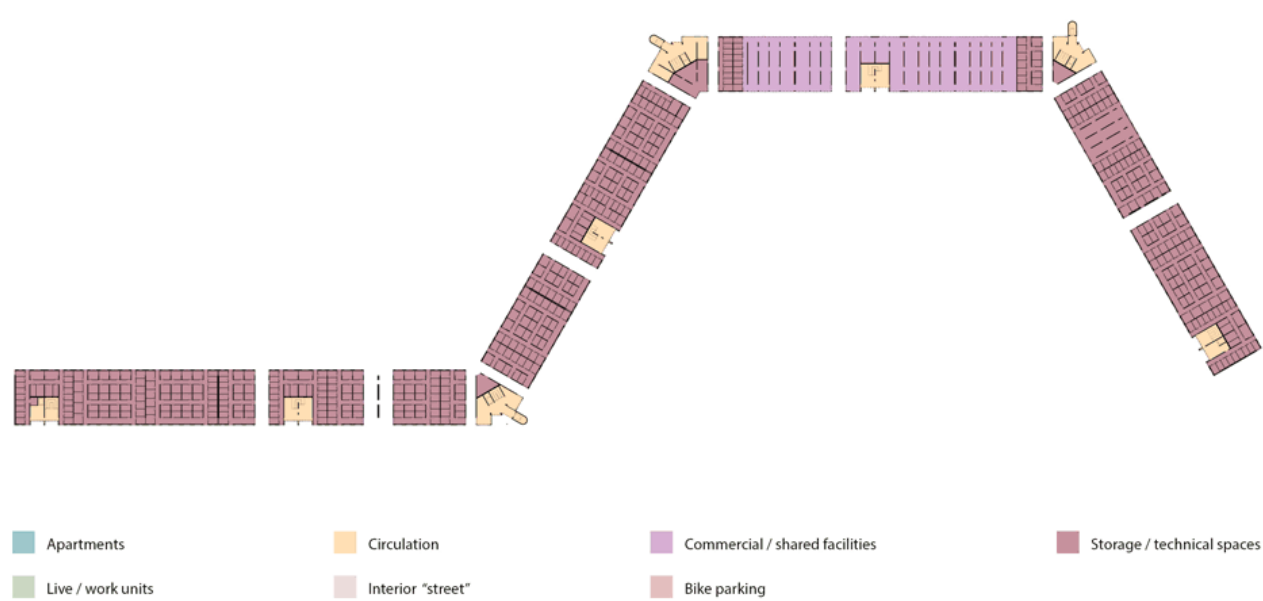 Apartments
Circulation
Commercial / shared facilities
Storage / technical spaces
Live / work units
Interior “street”
Bike parking